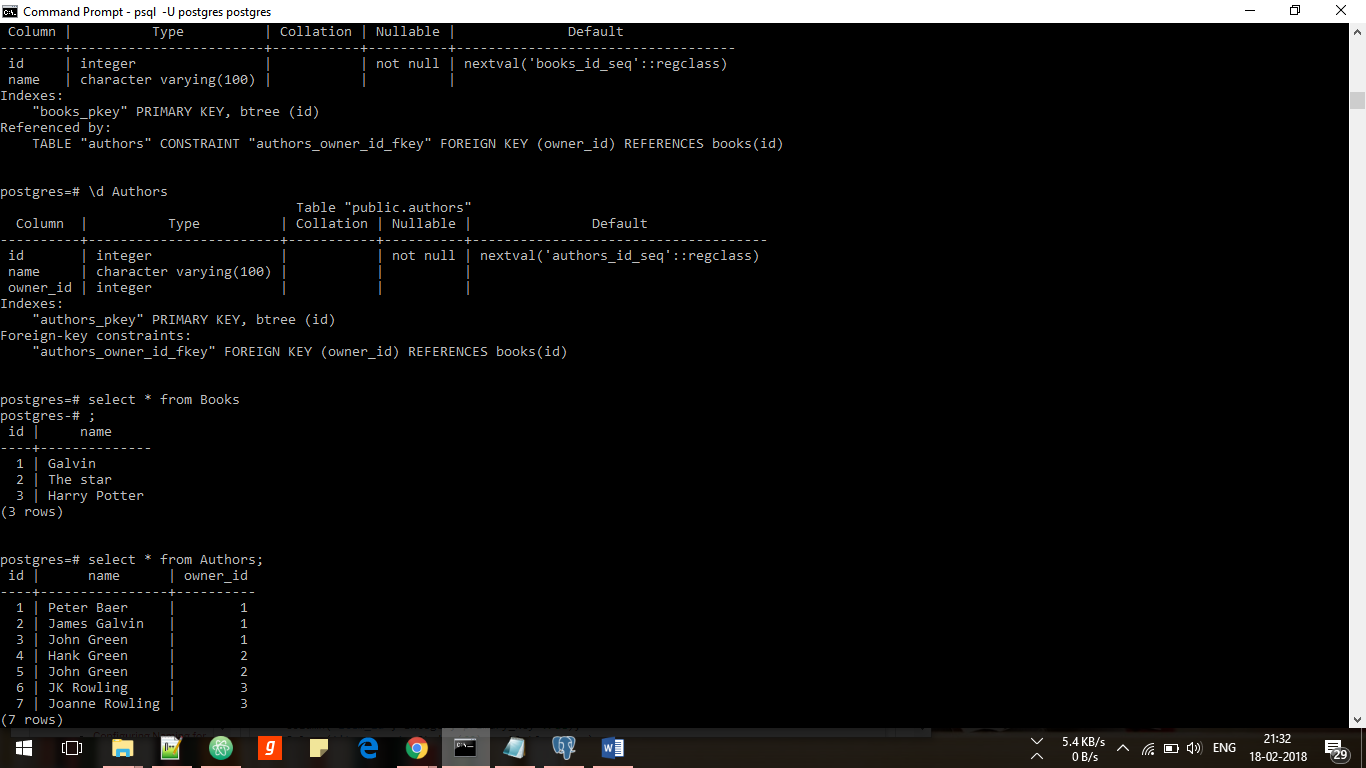 Command Prompt - psql -U postgres postgres
 Column |          Type          | Collation | Nullable |              Default
--------+------------------------+-----------+----------+-----------------------------------
 id     | integer                |           | not null | nextval('books_id_seq'::regclass)
 name   | character varying(100) |           |          |
Indexes:
    "books_pkey" PRIMARY KEY, btree (id)
Referenced by:
    TABLE "authors" CONSTRAINT "authors_owner_id_fkey" FOREIGN KEY (owner_id) REFERENCES books(id)
postgres=# \d Authors
                                     Table "public.authors"
  Column  |          Type          | Collation | Nullable |               Default
----------+------------------------+-----------+----------+-------------------------------------
 id       | integer                |           | not null | nextval('authors_id_seq'::regclass)
 name     | character varying(100) |           |          |
 owner_id | integer                |           |          |
Indexes:
    "authors_pkey" PRIMARY KEY, btree (id)
Foreign-key constraints:
    "authors_owner_id_fkey" FOREIGN KEY (owner_id) REFERENCES books(id)
postgres=# select * from Books
postgres-# ;
 id |     name
----+--------------
  1 | Galvin
  2 | The star
  3 | Harry Potter
(3 rows)
postgres=# select * from Authors;
 id |      name      | owner_id
----+----------------+----------
  1 | Peter Baer     |        1
  2 | James Galvin   |        1
  3 | John Green     |        1
  4 | Hank Green     |        2
  5 | John Green     |        2
  6 | JK Rowling     |        3
  7 | Joanne Rowling |        3
(7 rows)
5.4 KB/s
0 B/s
ENG
21:32
18-02-2018
29